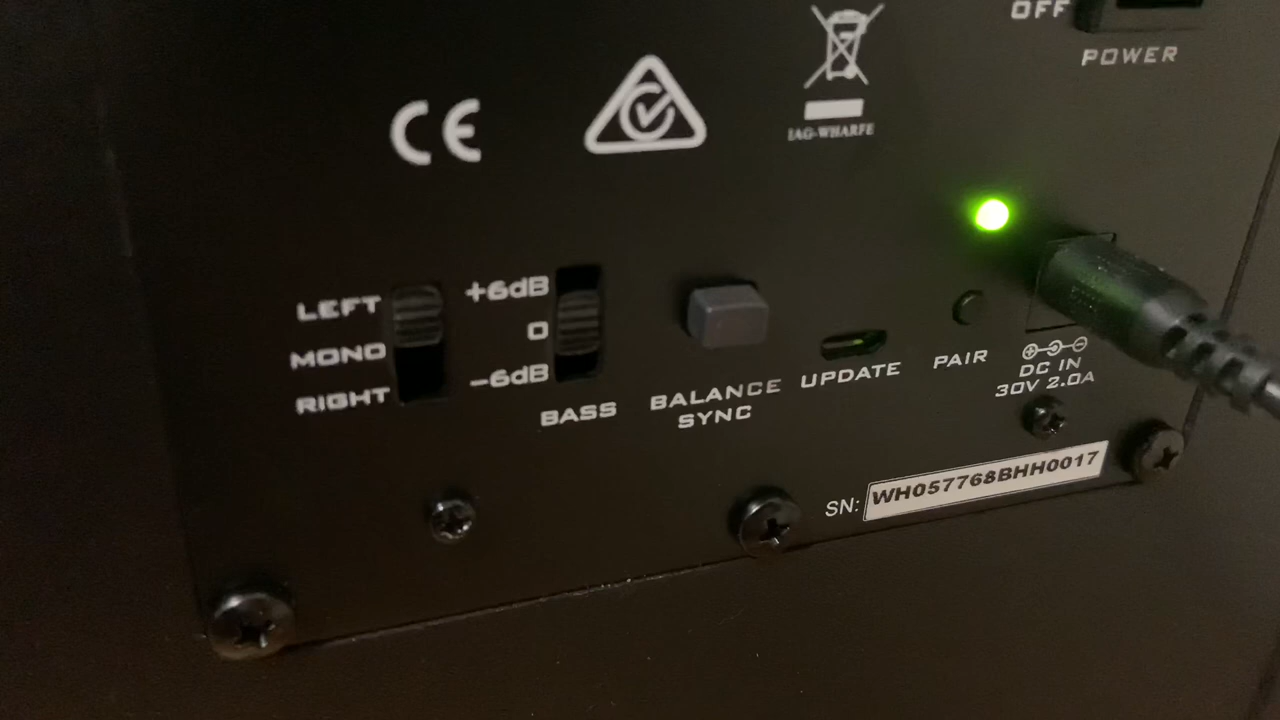 OFF
POWER
CE
IAG-WHARFE
LEFT
MONO
RIGHT
+6dB
0
-6dB
BASS
BALANCE
SYNC
UPDATE
PAIR
DC IN
30V 2.0A
SN: WH057768BHH0017